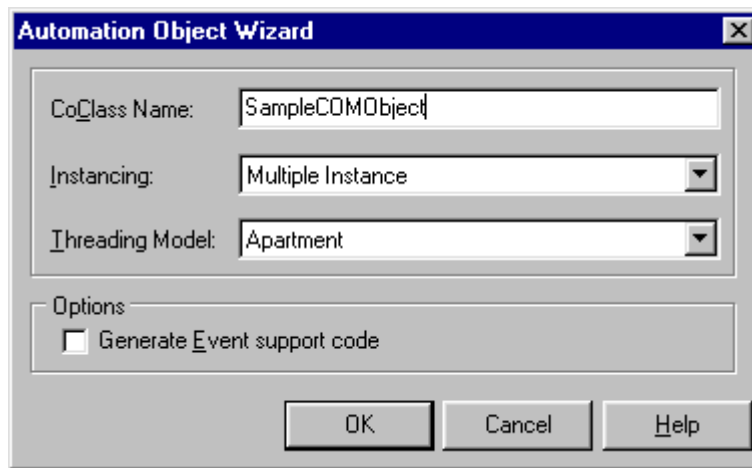 Automation Object Wizard
CoClass Name: SampleCOMObject
Instancing: Multiple Instance
Threading Model: Apartment
Options
Generate Event support code
OK Cancel Help